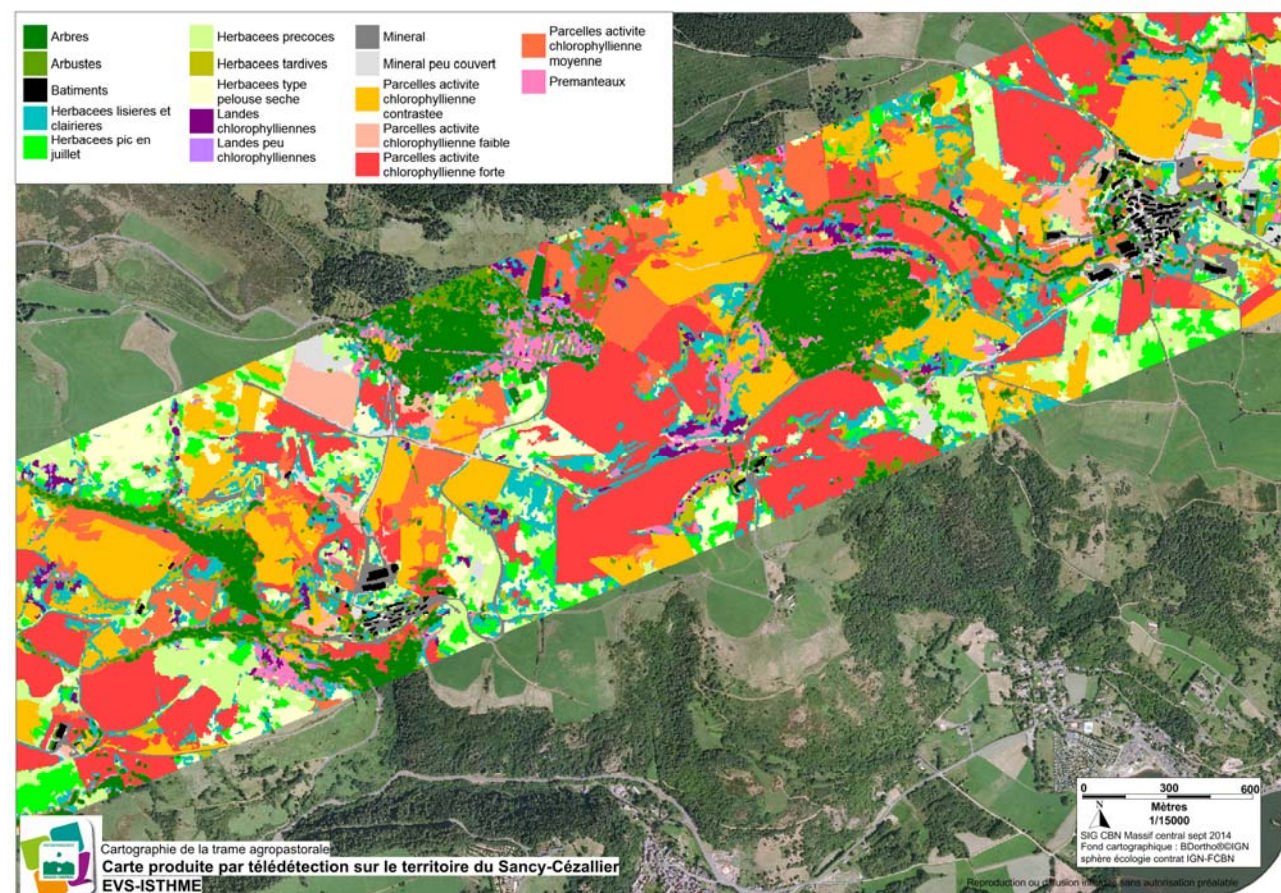 Arbres
Arbustes
Batiments
Herbacees lisieres et
clairieres
Herbacees pic en
juillet
Herbacees precoces
Herbacees tardives
Herbacees type
pelouse seche
Landes
chlorophylliennes
Landes peu
chlorophylliennes
Mineral
Mineral peu couvert
Parcelles activite
chlorophyllienne
contrastee
Parcelles activite
chlorophyllienne faible
Parcelles activite
chlorophyllienne forte
Parcelles activite
chlorophyllienne
moyenne
Premanteaux
0 300 600
Mètres
N
1/15000
SIG CBN Massif central sept 2014
Fond cartographique : BDortho®©IGN
sphère écologie contrat IGN-FCBN
Cartographie de la trame agropastorale
Carte produite par télédétection sur le territoire du Sancy-Cézallier
EVS-ISTHME
Reproduction ou diffusion interdites sans autorisation préalable